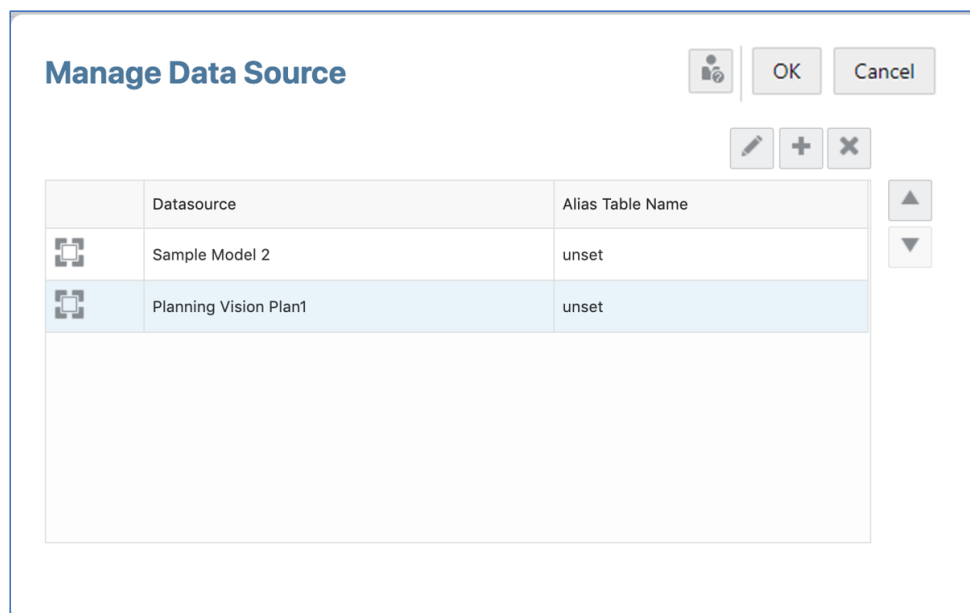 Manage Data Source
OK
Cancel
Datasource
Alias Table Name
Sample Model 2
unset
Planning Vision Plan1
unset